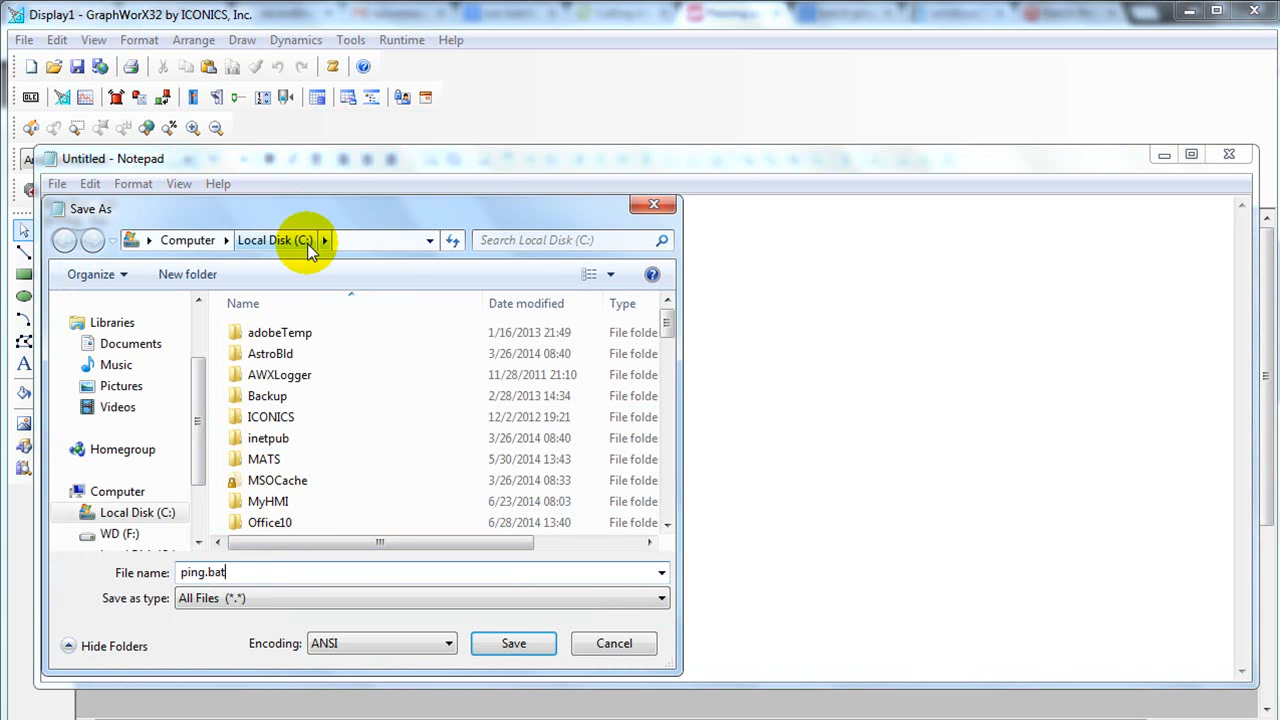 Display1 - GraphWorX32 by ICONICS, Inc.
File Edit View Format Arrange Draw Dynamics Tools Runtime Help
OLE
Untitled - Notepad
File Edit Format View Help
Save As
Computer Local Disk (C:) Search Local Disk (C:)
Organize New folder
Name Date modified Type
Libraries
Documents
Music
Pictures
Videos
Homegroup
Computer
Local Disk (C:)
WD (F:)
adobeTemp 1/16/2013 21:49 File folde
AstroBld 3/26/2014 08:40 File folde
AWXLogger 11/28/2011 21:10 File folde
Backup 2/28/2013 14:34 File folde
ICONICS 12/2/2012 19:21 File folde
inetpub 3/26/2014 08:40 File folde
MATS 5/30/2014 13:43 File folde
MSOCache 3/26/2014 08:33 File folde
MyHMI 6/23/2014 08:03 File folde
Office10 6/28/2014 13:40 File folde
File name: ping.bat
Save as type: All Files (*.*)
Hide Folders Encoding: ANSI Save Cancel